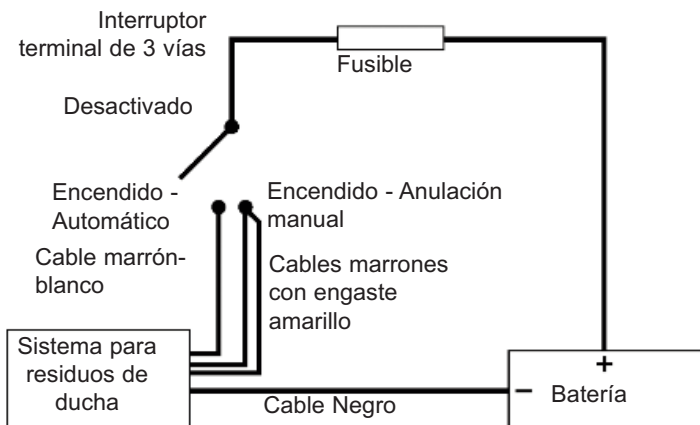 Interruptor
terminal de 3 vías
Fusible
Desactivado
Encendido -
Automático
Encendido - Anulación
manual
Cable marrón-
blanco
Cables marrones
con engaste
amarillo
Sistema para
residuos de
ducha
Cable Negro
+
−
Batería